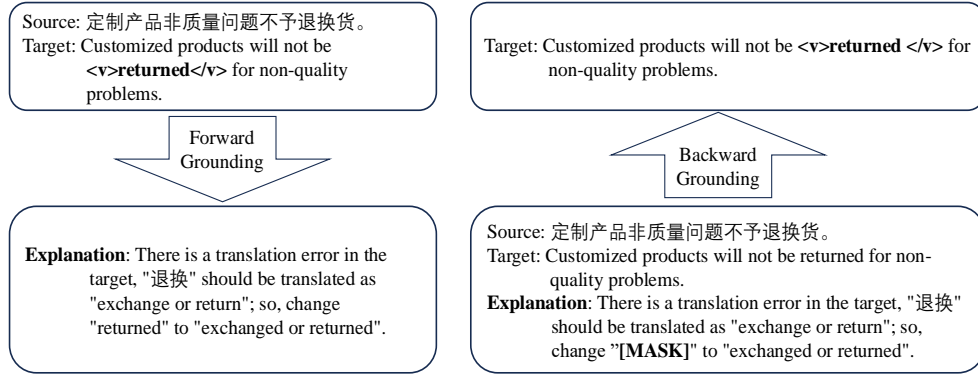 Source: 定制产品非质量问题不予退换货。
Target: Customized products will not be
<v>returned</v> for non-quality
problems.
Forward
Grounding
Explanation: There is a translation error in the
target, "退换" should be translated as
"exchange or return"; so, change
"returned" to "exchanged or returned".
Target: Customized products will not be <v>returned </v> for
non-quality problems.
Backward
Grounding
Source: 定制产品非质量问题不予退换货。
Target: Customized products will not be returned for non-
quality problems.
Explanation: There is a translation error in the target, "退换"
should be translated as "exchange or return"; so,
change ”[MASK]" to "exchanged or returned".